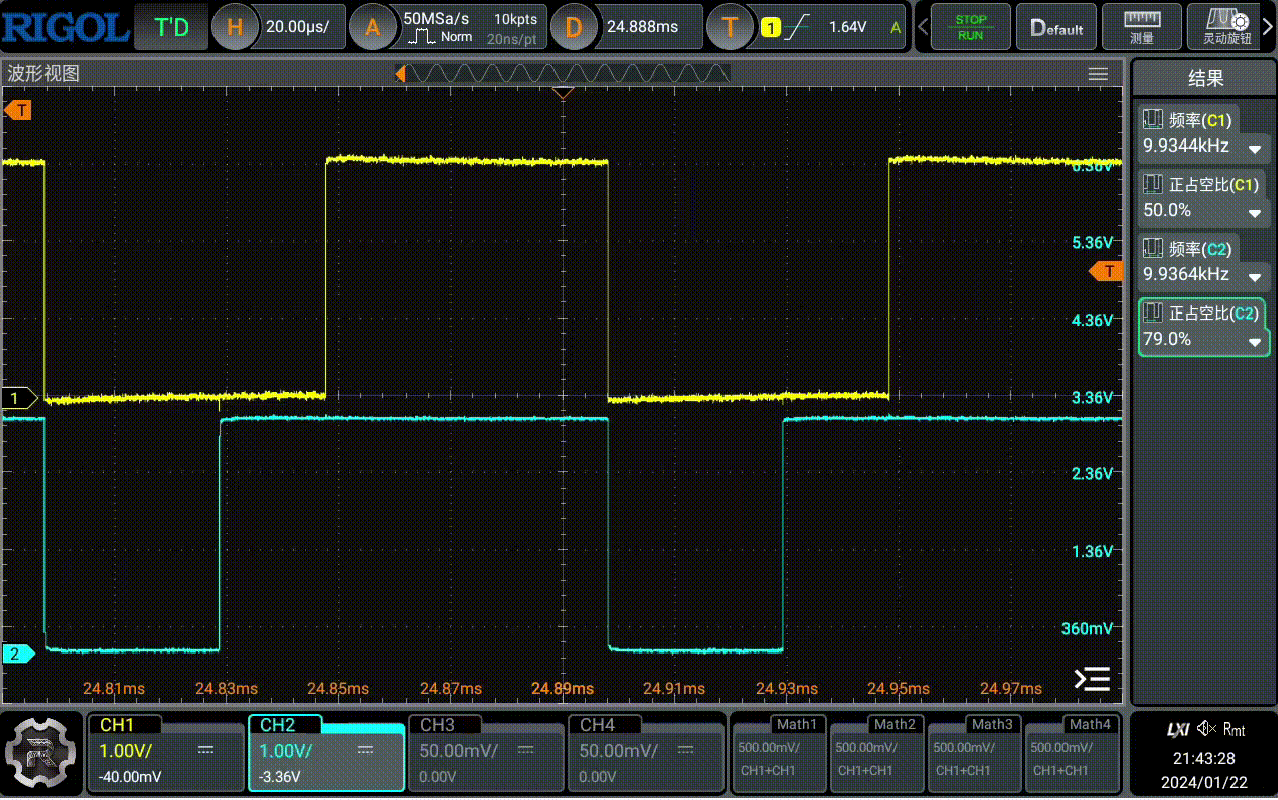 RIGOL T'D H 20.00µs/ A 50MSa/s 10kpts D 24.888ms T 1 1.64V A STOP Default 测量 灵动旋钮
Norm 20ns/pt RUN
波形视图
T
结果
频率(C1)
9.9344kHz
正占空比(C1)
50.0%
频率(C2)
9.9364kHz
正占空比(C2)
79.0%
6.36V
5.36V
T
4.36V
1
3.36V
2.36V
1.36V
360mV
2
24.81ms 24.83ms 24.85ms 24.87ms 24.89ms 24.91ms 24.93ms 24.95ms 24.97ms
CH1 CH2 CH3 CH4 Math1 Math2 Math3 Math4
1.00V/ 1.00V/ 50.00mV/ 50.00mV/ 500.00mV/ 500.00mV/ 500.00mV/ 500.00mV/
-40.00mV -3.36V 0.00V 0.00V CH1+CH1 CH1+CH1 CH1+CH1 CH1+CH1
LXI Rmt
21:43:28
2024/01/22